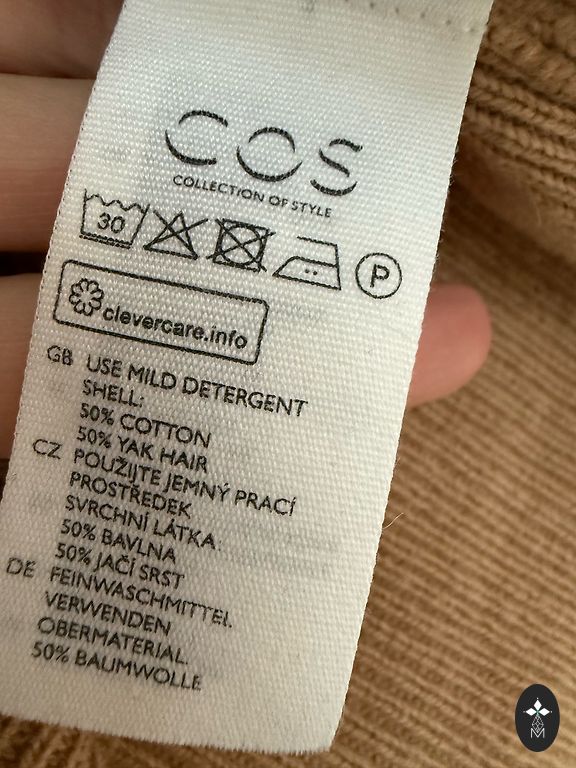 COS
COLLECTION OF STYLE
30 P
clevercare.info
GB USE MILD DETERGENT
SHELL:
50% COTTON
50% YAK HAIR
CZ POUŽIJTE JEMNÝ PRACÍ
PROSTŘEDEK
SVRCHNÍ LÁTKA:
50% BAVLNA
50% JAČÍ SRST
DE FEINWASCHMITTEL
VERWENDEN
OBERMATERIAL:
50% BAUMWOLLE
M